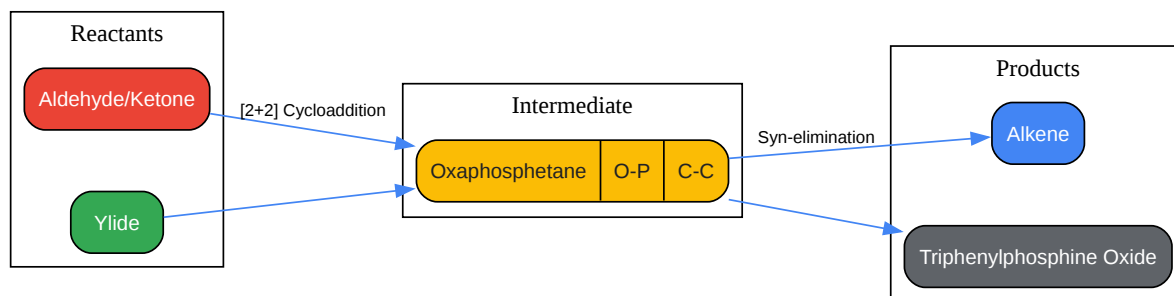 Reactants
Aldehyde/Ketone
Ylide
[2+2] Cycloaddition
Intermediate
Oxaphosphetane
O-P
C-C
Syn-elimination
Products
Alkene
Triphenylphosphine Oxide